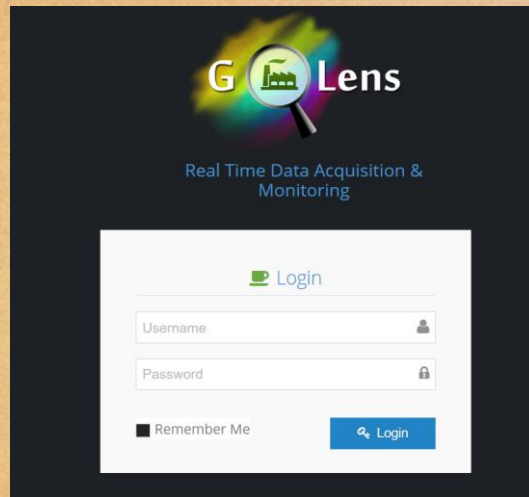 G Lens
Real Time Data Acquisition &
Monitoring
Login
Username
Password
Remember Me
Login